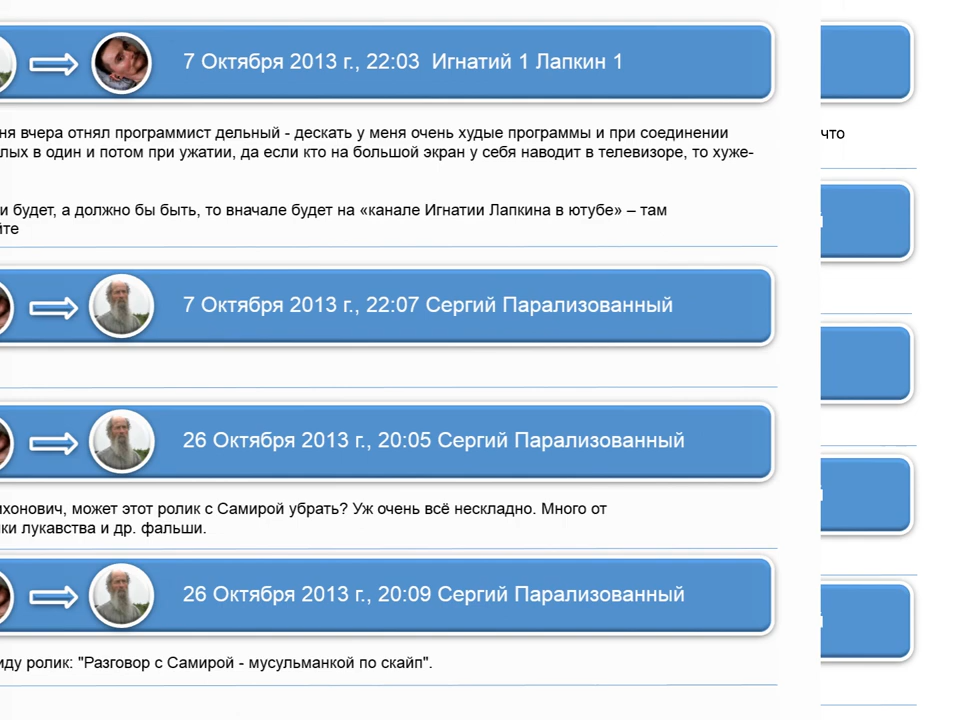 7 Октября 2013 г., 22:03 Игнатий 1 Лапкин 1
ня вчера отнял программист дельный - дескать у меня очень худые программы и при соединении
лых в один и потом при ужатии, да если кто на большой экран у себя наводит в телевизоре, то хуже-
и будет, а должно бы быть, то вначале будет на «канале Игнатии Лапкина в ютубе» – там
йте
7 Октября 2013 г., 22:07 Сергий Парализованный
26 Октября 2013 г., 20:05 Сергий Парализованный
ихонович, может этот ролик с Самирой убрать? Уж очень всё нескладно. Много от
ки лукавства и др. фальши.
26 Октября 2013 г., 20:09 Сергий Парализованный
иду ролик: "Разговор с Самирой - мусульманкой по скайп".
что